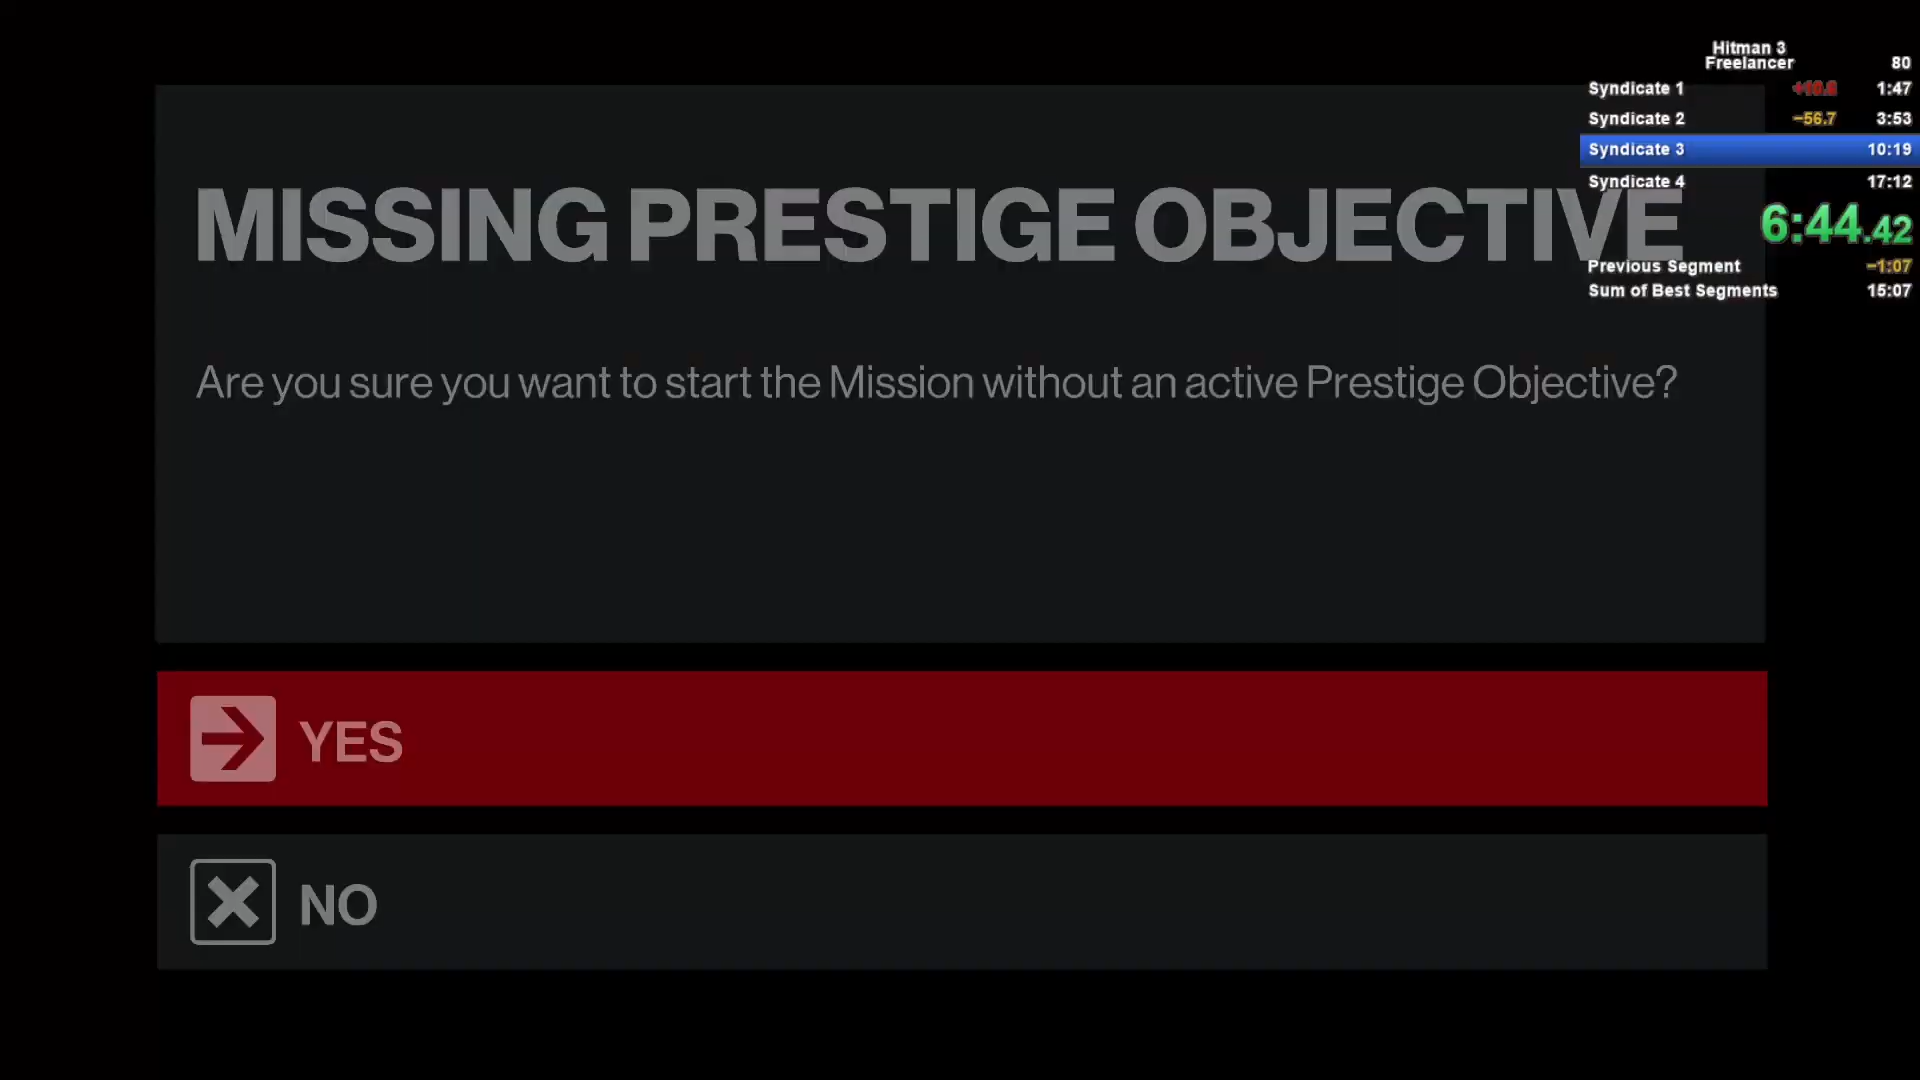 Hitman 3
Freelancer 80
Syndicate 1 +10.6 1:47
Syndicate 2 −56.7 3:53
Syndicate 3 10:19
Syndicate 4 17:12
6:44.42
Previous Segment −1:07
Sum of Best Segments 15:07
MISSING PRESTIGE OBJECTIVE
Are you sure you want to start the Mission without an active Prestige Objective?
YES
NO